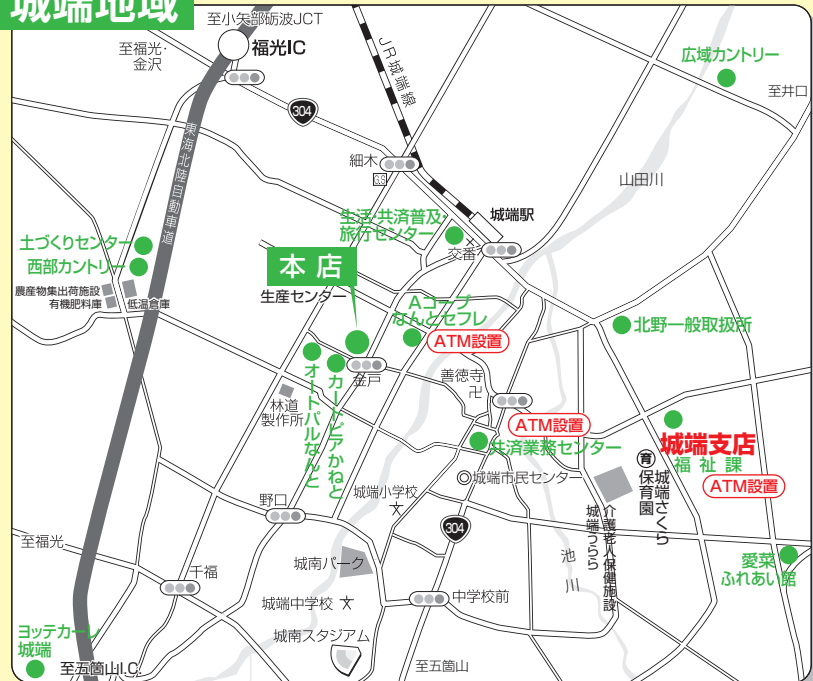 城端地域
至小矢部砺波JCT
至福光・
金沢
福光IC
304
JR城端線
広域カントリー
至井口
東海北陸自動車道
細木
GS
山田川
城端駅
生活・共済普及・
旅行センター
交番
土づくりセンター
西部カントリー
農産物集出荷施設
有機肥料庫
低温倉庫
本店
生産センター
Aコープ
なんとセフレ
ATM設置
北野一般取扱所
金戸
オートパルなんと
カートピアかねと
林道
製作所
善徳寺
卍
ATM設置
共済業務センター
城端支店
福祉課
ATM設置
育
城端さくら
保育園
城端市民センター
介護老人保健施設
城端うらら
野口
城端小学校
文
304
至福光
千福
城南パーク
池川
愛菜
ふれあい館
城端中学校 文
中学校前
城南スタジアム
ヨッテカーレ
城端
至五箇山I.C.
至五箇山